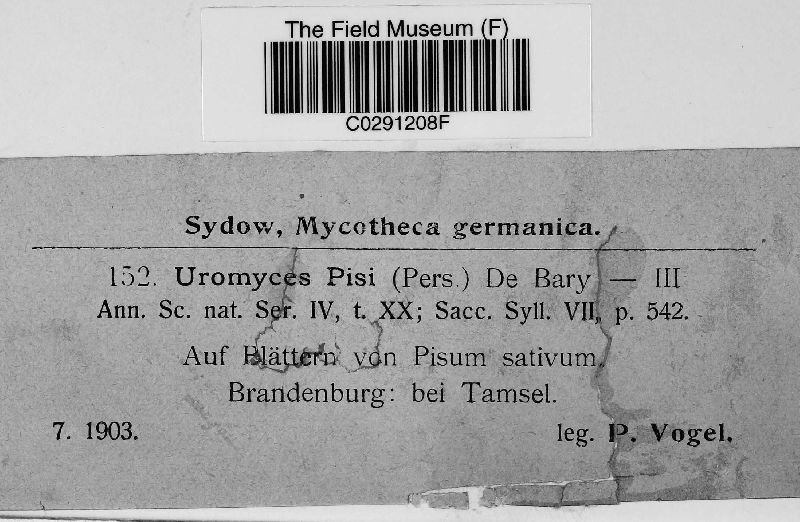 The Field Museum (F)
C0291208F
Sydow, Mycotheca germanica.
152. Uromyces Pisi (Pers.) De Bary — III
Ann. Sc. nat. Ser. IV, t. XX; Sacc. Syll. VII, p. 542.
Auf Blättern von Pisum sativum.
Brandenburg: bei Tamsel.
7. 1903. leg. P. Vogel.